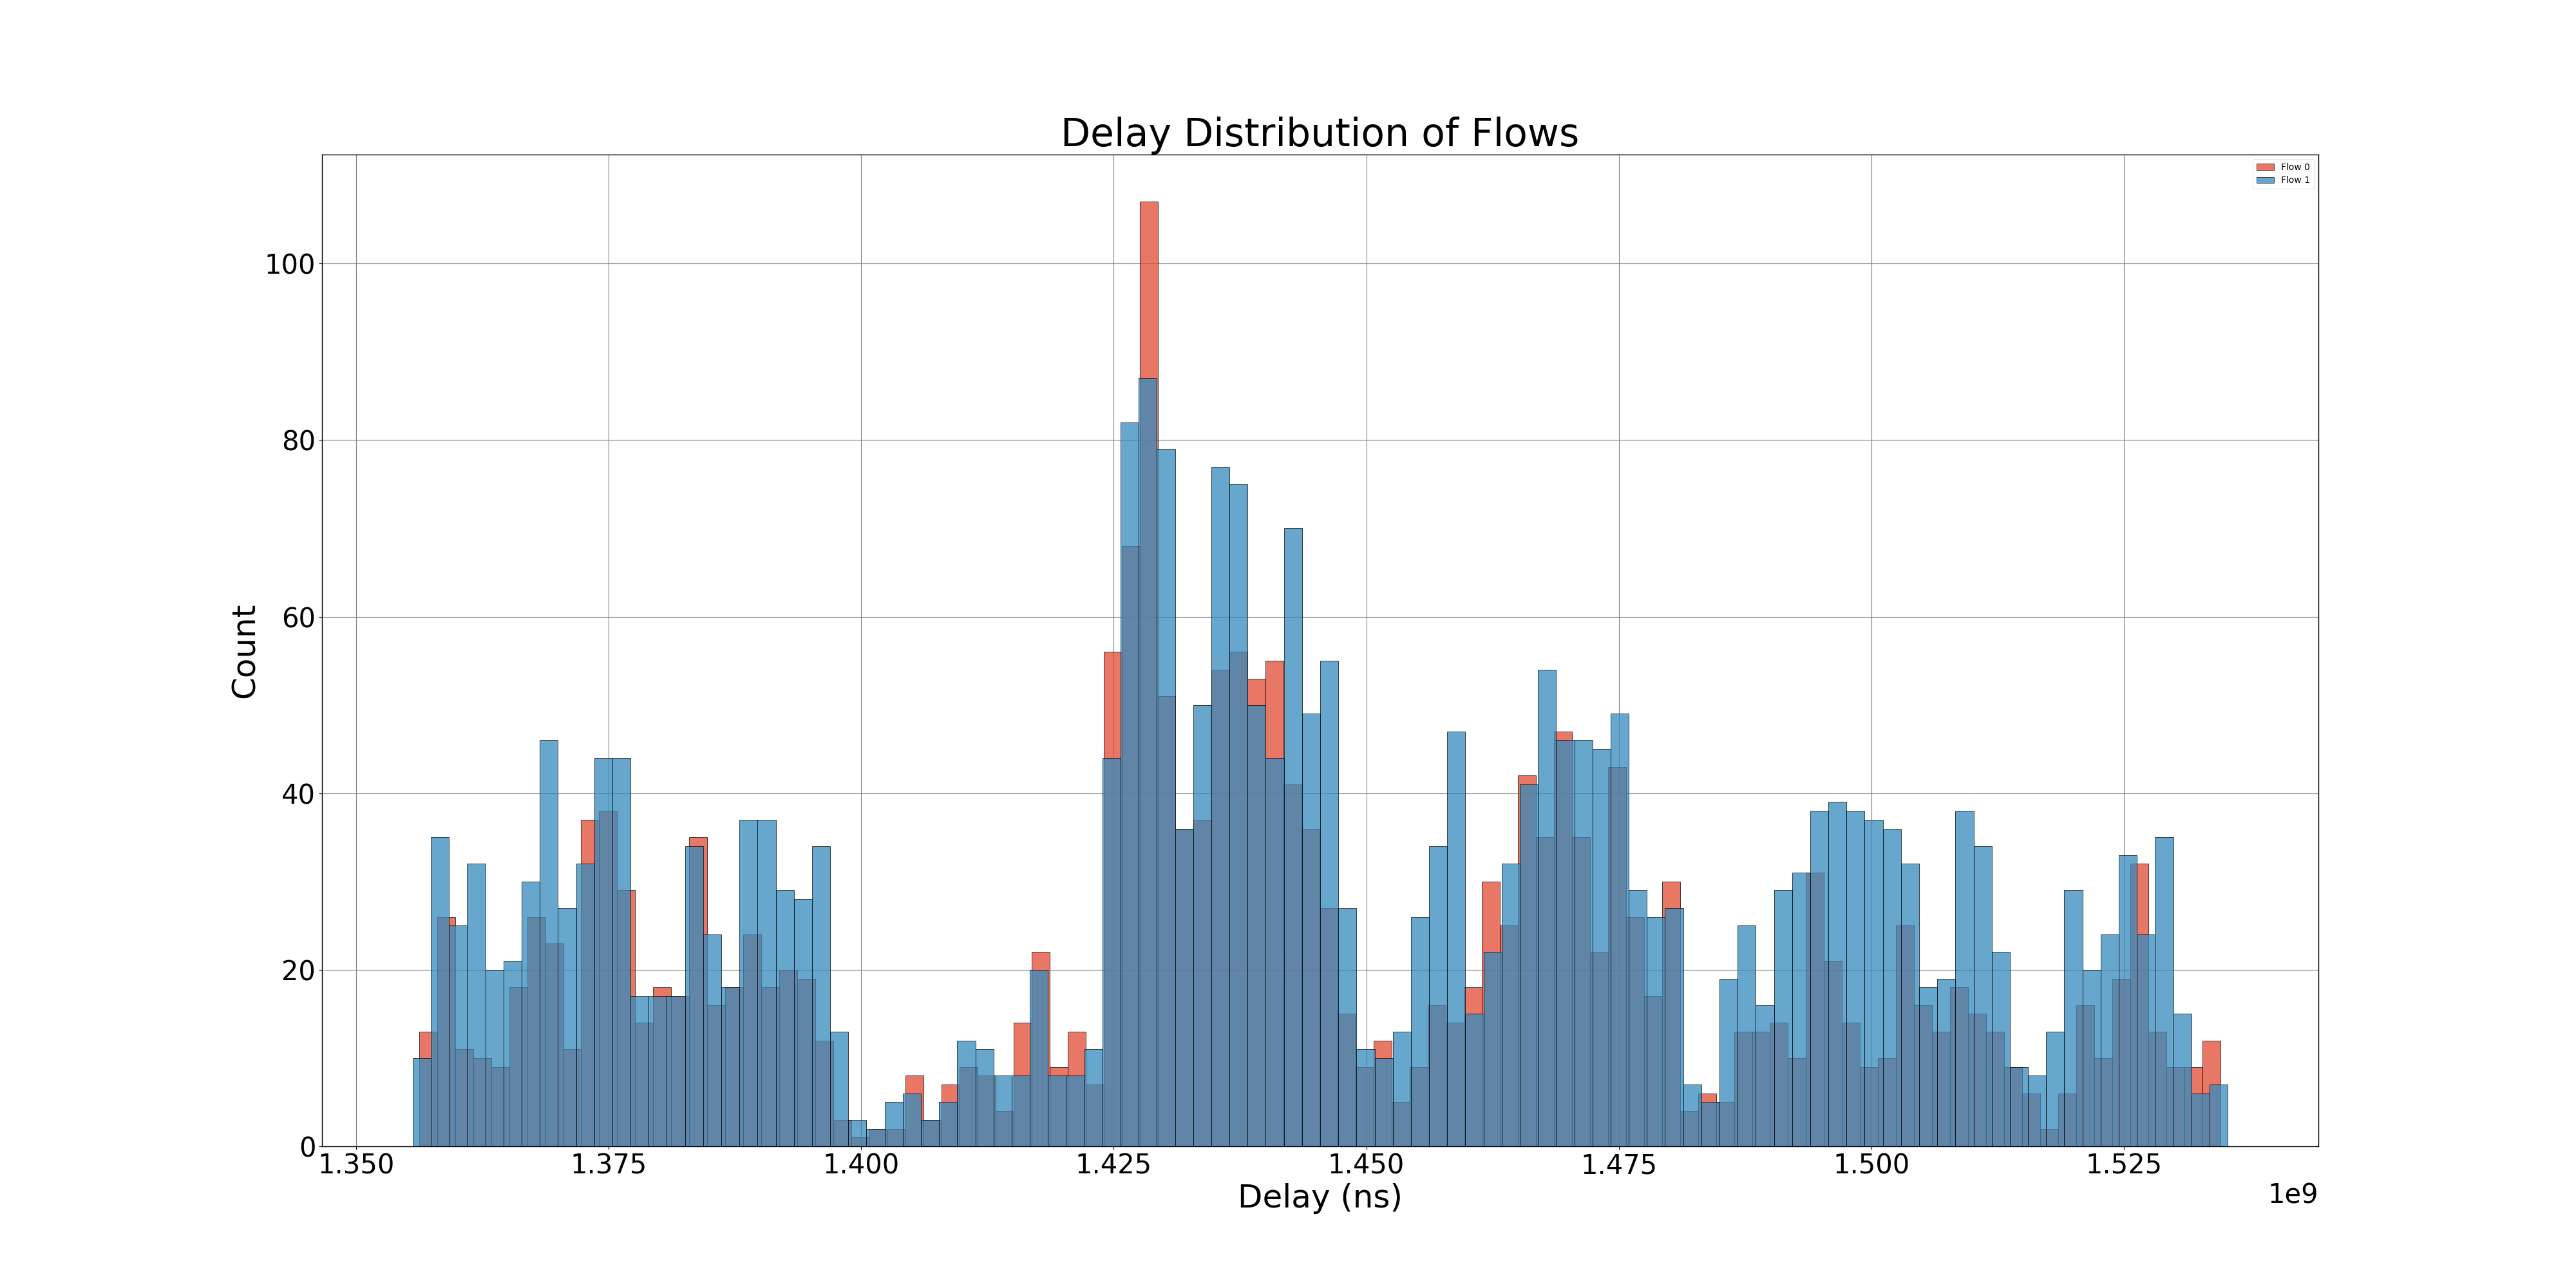 Delay Distribution of Flows
Flow 0
Flow 1
100
80
60
40
20
0
Count
1.350 1.375 1.400 1.425 1.450 1.475 1.500 1.525
Delay (ns)
1e9